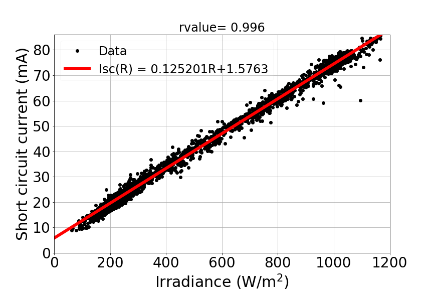 rvalue= 0.996
Data
Isc(R) = 0.125201R+1.5763
Short circuit current (mA)
80
70
60
50
40
30
20
10
0
0 200 400 600 800 1000 1200
Irradiance (W/m²)